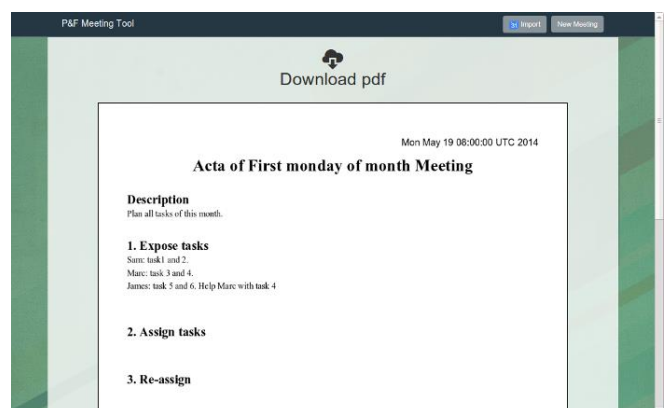 P&F Meeting Tool
31 Import
New Meeting
Download pdf
Mon May 19 08:00:00 UTC 2014
Acta of First monday of month Meeting
Description
Plan all tasks of this month.
1. Expose tasks
Sam: task1 and 2.
Marc: task 3 and 4.
James: task 5 and 6. Help Marc with task 4
2. Assign tasks
3. Re-assign